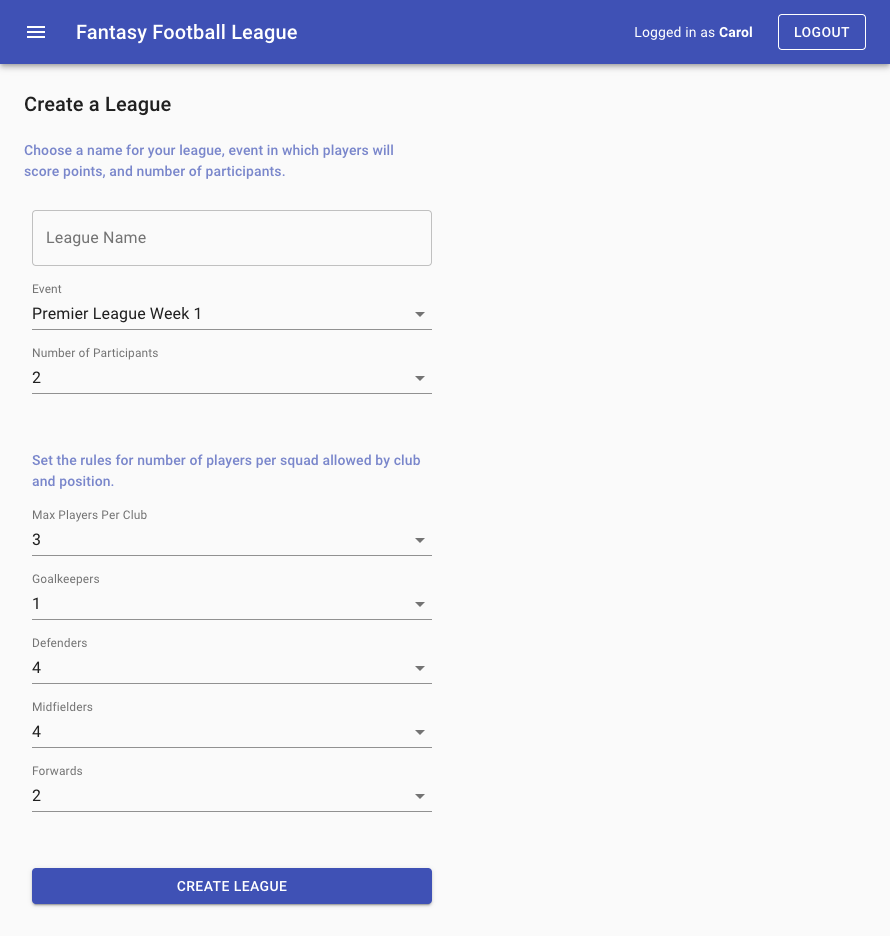 Fantasy Football League
Logged in as Carol
LOGOUT
Create a League
Choose a name for your league, event in which players will
score points, and number of participants.
League Name
Event
Premier League Week 1
Number of Participants
2
Set the rules for number of players per squad allowed by club
and position.
Max Players Per Club
3
Goalkeepers
1
Defenders
4
Midfielders
4
Forwards
2
CREATE LEAGUE